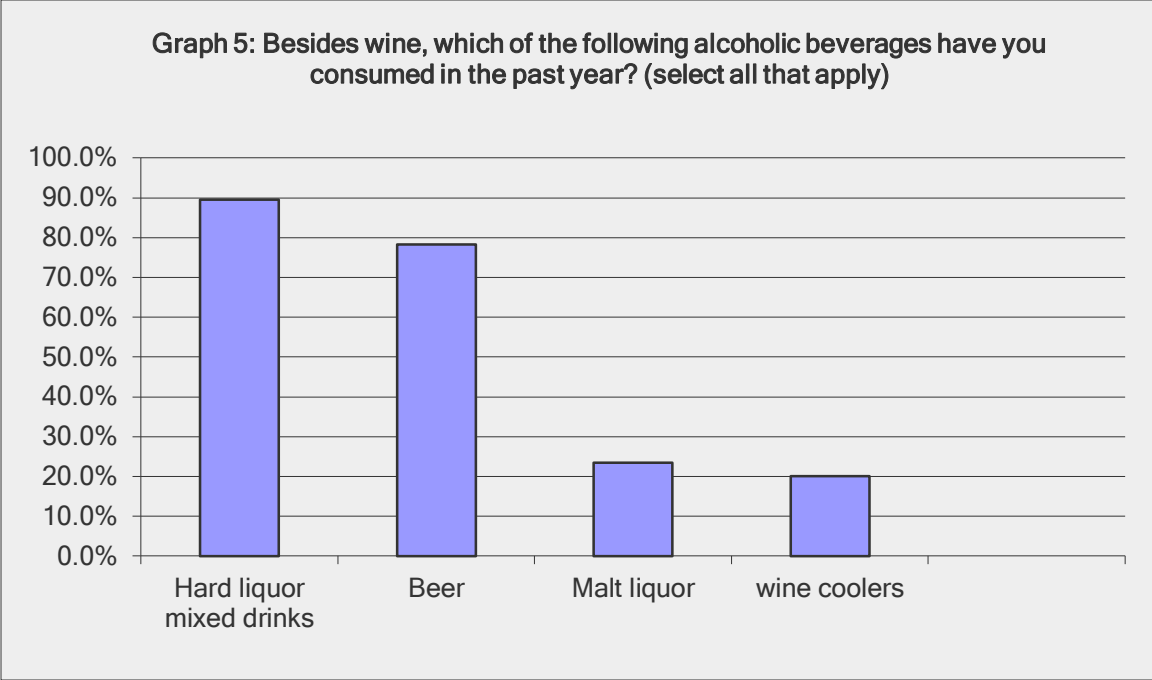 Graph 5: Besides wine, which of the following alcoholic beverages have you
consumed in the past year? (select all that apply)
100.0%
90.0%
80.0%
70.0%
60.0%
50.0%
40.0%
30.0%
20.0%
10.0%
0.0%
Hard liquor
mixed drinks
Beer
Malt liquor
wine coolers